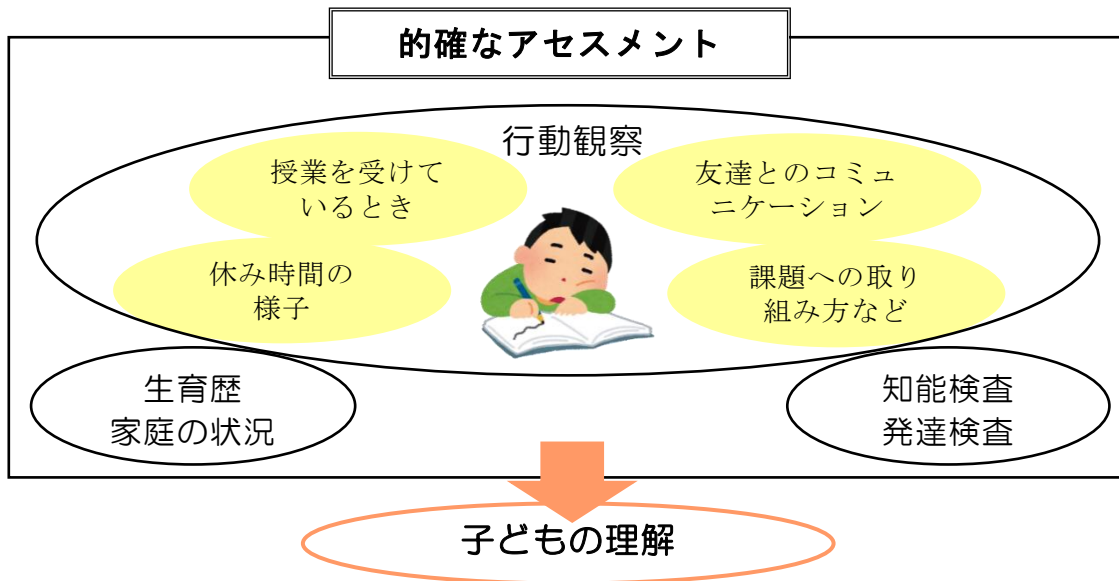 的確なアセスメント
行動観察
授業を受けて
いるとき
友達とのコミュ
ニケーション
休み時間の
様子
課題への取り
組み方など
生育歴
家庭の状況
知能検査
発達検査
子どもの理解